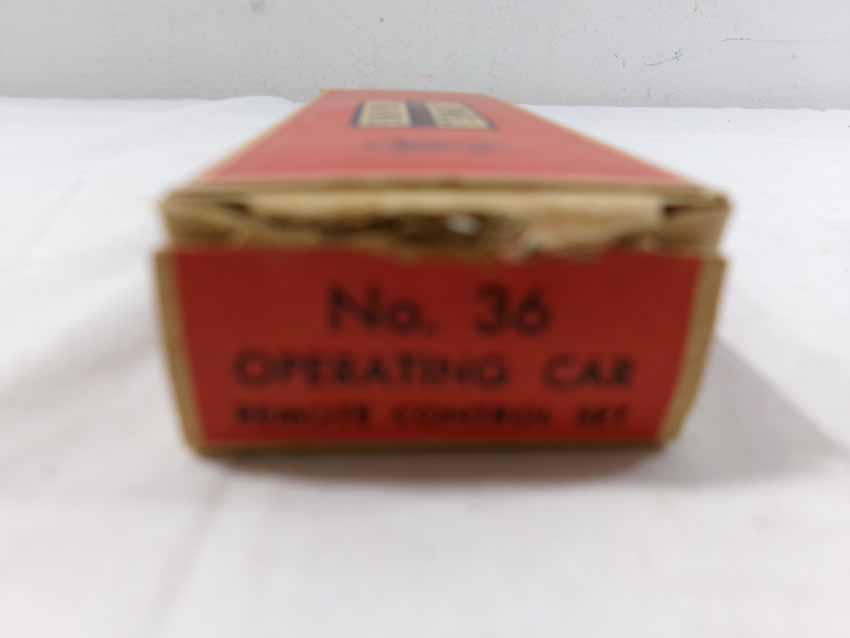 No. 36
OPERATING CAR
REMOTE CONTROL SET